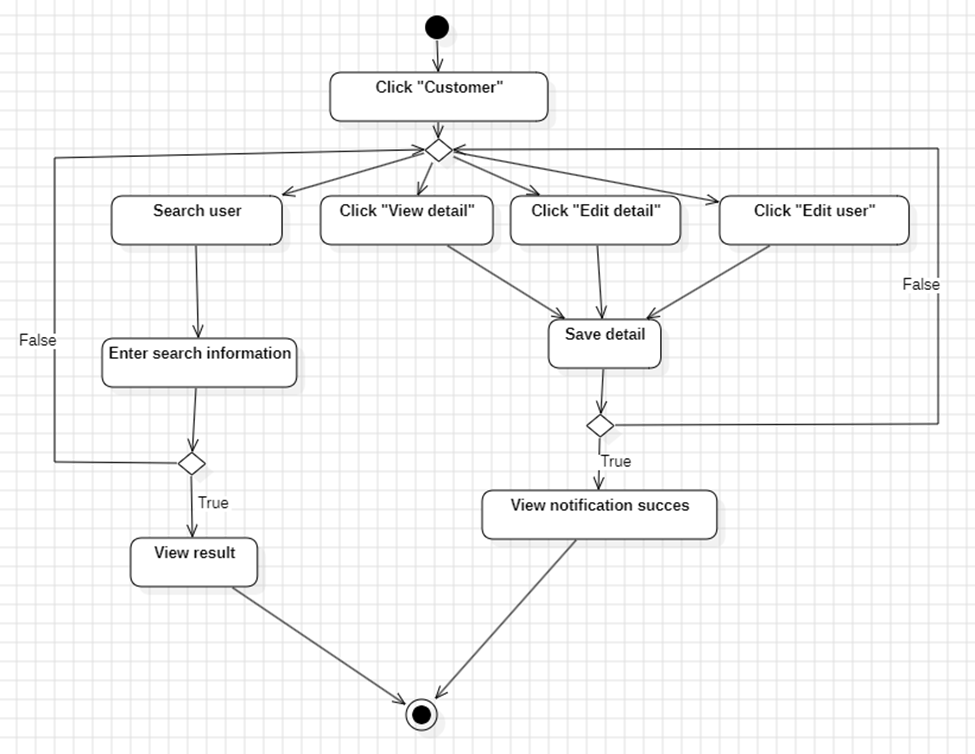 Click "Customer"
Search user
Click "View detail"
Click "Edit detail"
Click "Edit user"
False
Save detail
False
Enter search information
True
True
View notification succes
View result